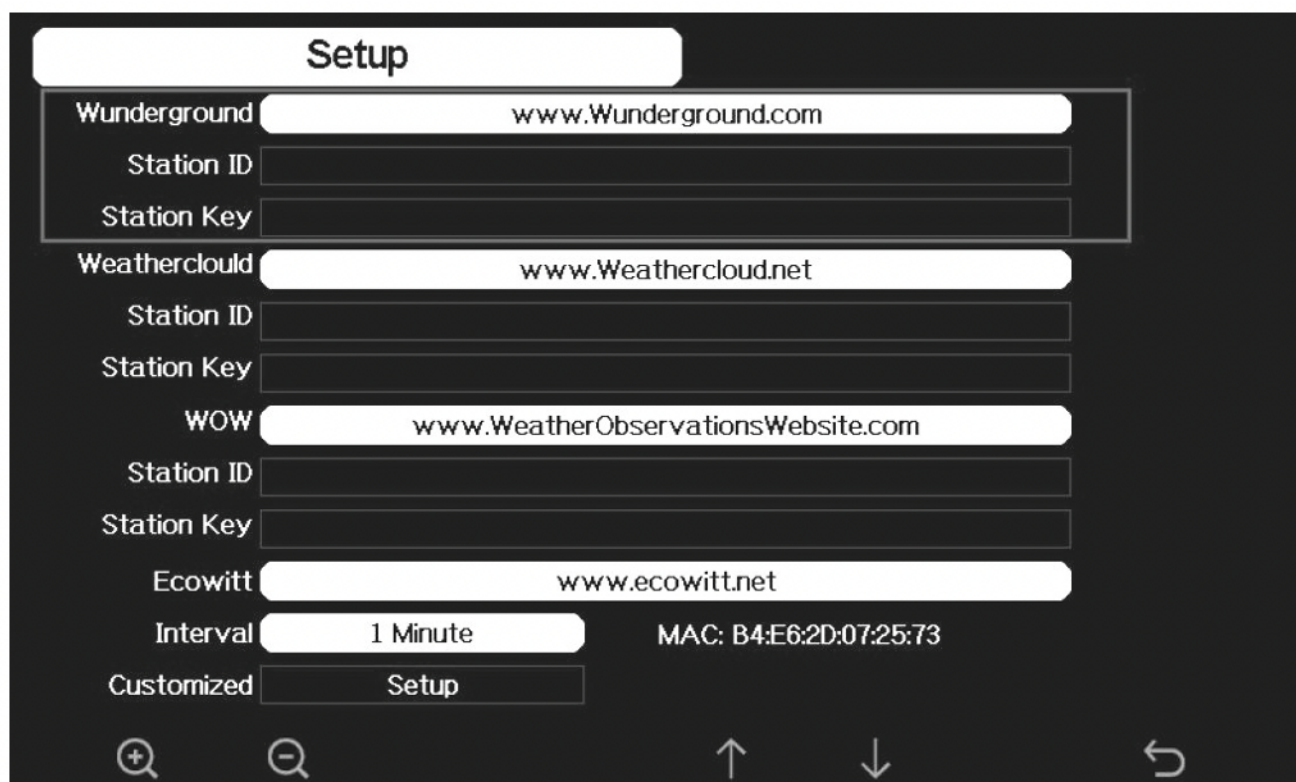 Setup
Wunderground www.Wunderground.com
Station ID
Station Key
Weatherclould www.Weathercloud.net
Station ID
Station Key
WOW www.WeatherObservationsWebsite.com
Station ID
Station Key
Ecowitt www.ecowitt.net
Interval 1 Minute MAC: B4:E6:2D:07:25:73
Customized Setup